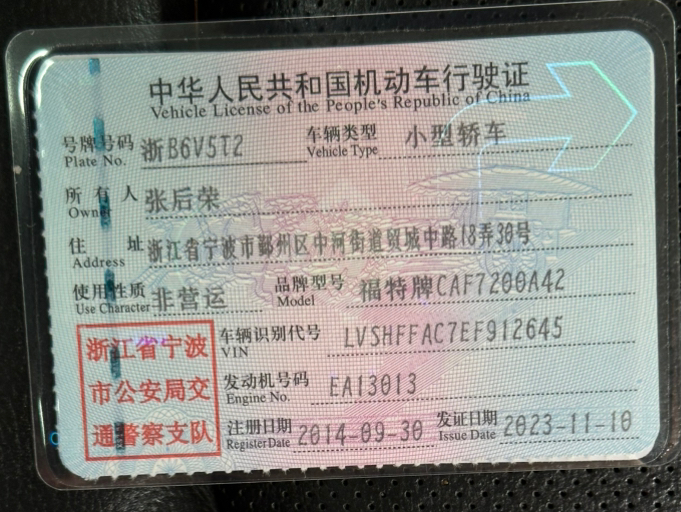 中华人民共和国机动车行驶证
Vehicle License of the People's Republic of China
号牌号码 浙B6V5T2 车辆类型 小型轿车
Plate No. Vehicle Type
所有人 张后荣
Owner
住址 浙江省宁波市鄞州区中河街道贸城中路18弄30号
Address
使用性质 非营运 品牌型号 福特牌CAF7200A42
Use Character Model
浙江省宁波
市公安局交
通警察支队
车辆识别代号 LVSHFFAC7EF912645
VIN
发动机号码 EA13013
Engine No.
注册日期 2014-09-30 发证日期 2023-11-10
Register Date Issue Date